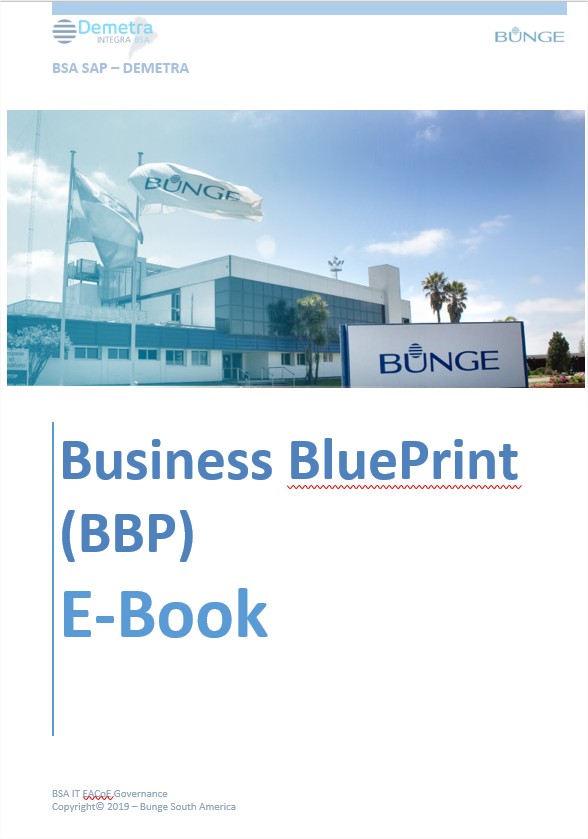 Demetra
INTEGRA BSA
BUNGE
BSA SAP – DEMETRA
BUNGE
BUNGE
Business BluePrint
(BBP)
E-Book
BSA IT EACoE Governance
Copyright© 2019 – Bunge South America